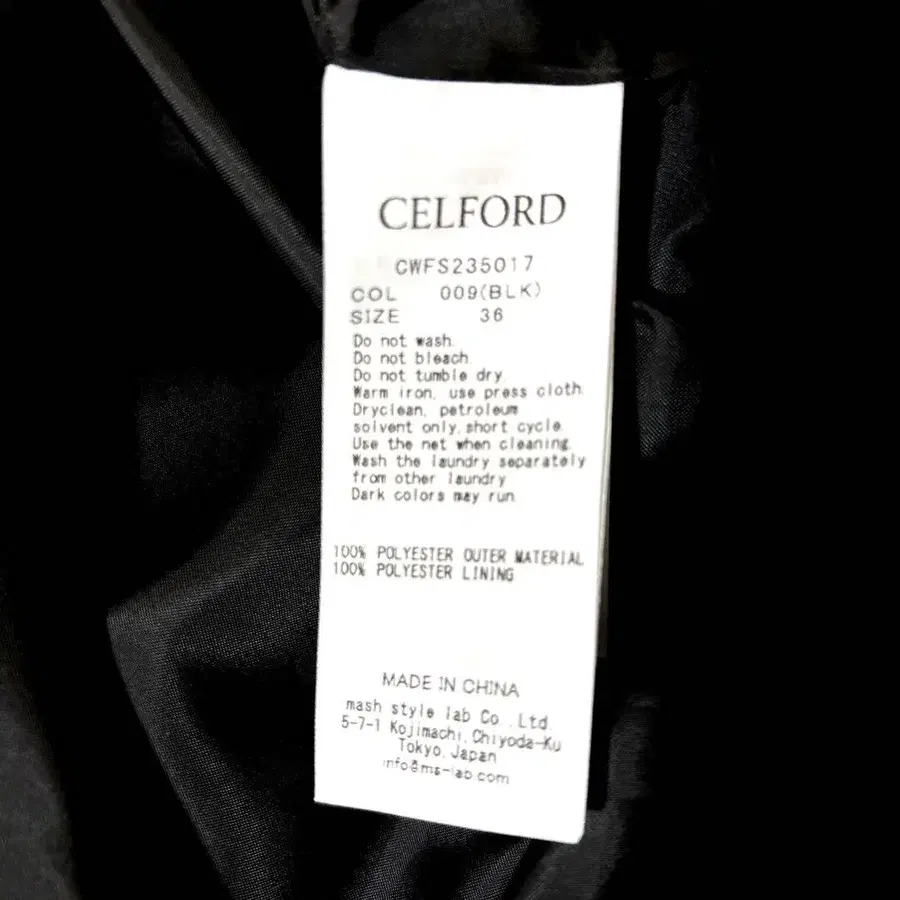 CELFORD
CWFS235017
COL 009(BLK)
SIZE 36
Do not wash.
Do not bleach.
Do not tumble dry.
Warm iron, use press cloth.
Dryclean, petroleum
solvent only, short cycle.
Use the net when cleaning.
Wash the laundry separately
from other laundry
Dark colors may run.
100% POLYESTER OUTER MATERIAL
100% POLYESTER LINING
MADE IN CHINA
mash style lab Co.,Ltd.
5-7-1 Kojimachi, Chiyoda-Ku
Tokyo, Japan
info@ms-lab.com